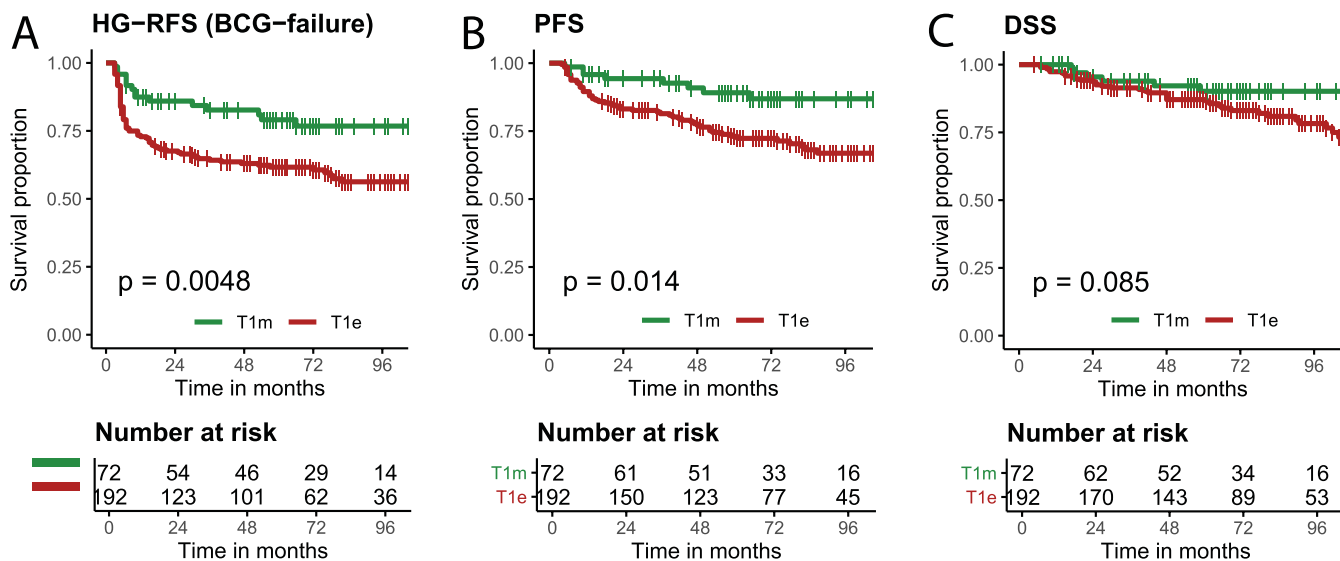 A
HG−RFS (BCG−failure)
1.00
0.75
0.50
0.25
0.00
Survival proportion
p = 0.0048
T1m T1e
0 24 48 72 96
Time in months
Number at risk
72 54 46 29 14
192 123 101 62 36
0 24 48 72 96
Time in months
B
PFS
1.00
0.75
0.50
0.25
0.00
Survival proportion
p = 0.014
T1m T1e
0 24 48 72 96
Time in months
Number at risk
T1m 72 61 51 33 16
T1e 192 150 123 77 45
0 24 48 72 96
Time in months
C
DSS
1.00
0.75
0.50
0.25
0.00
Survival proportion
p = 0.085
T1m T1e
0 24 48 72 96
Time in months
Number at risk
T1m 72 62 52 34 16
T1e 192 170 143 89 53
0 24 48 72 96
Time in months